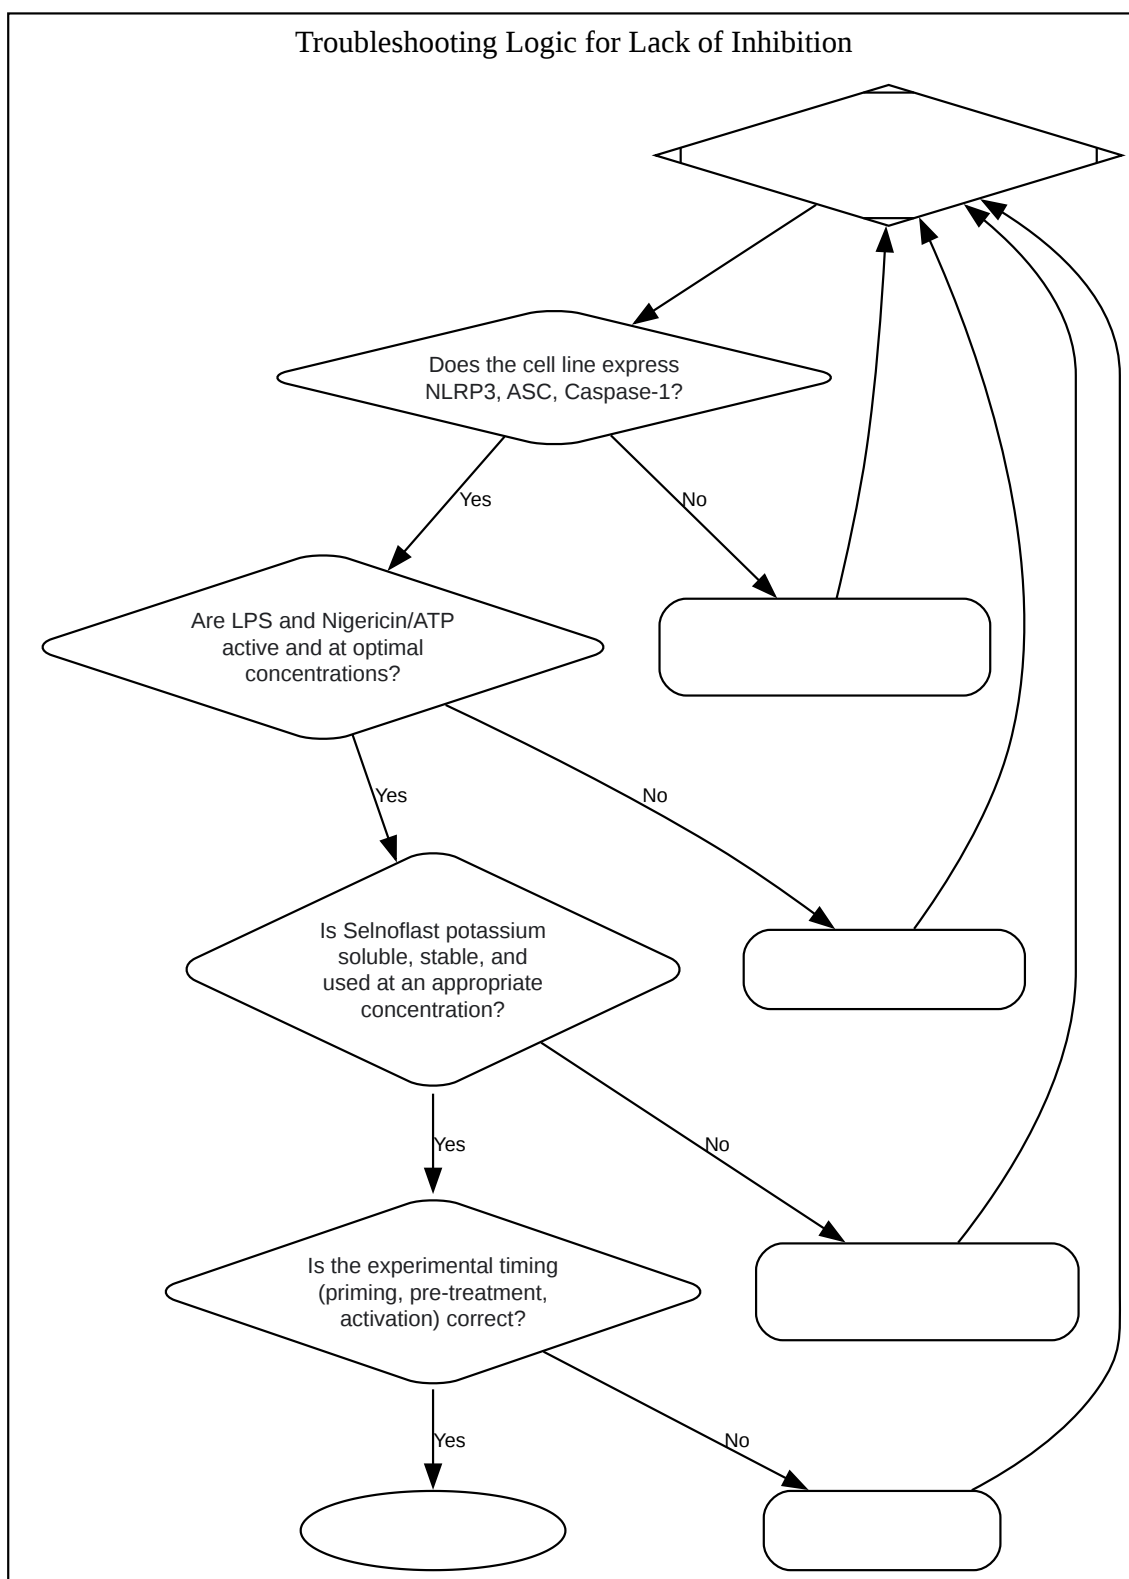 Troubleshooting Logic for Lack of Inhibition
Does the cell line express
NLRP3, ASC, Caspase-1?
Yes
No
Are LPS and Nigericin/ATP
active and at optimal
concentrations?
Yes
No
Is Selnoflast potassium
soluble, stable, and
used at an appropriate
concentration?
Yes
No
Is the experimental timing
(priming, pre-treatment,
activation) correct?
Yes
No